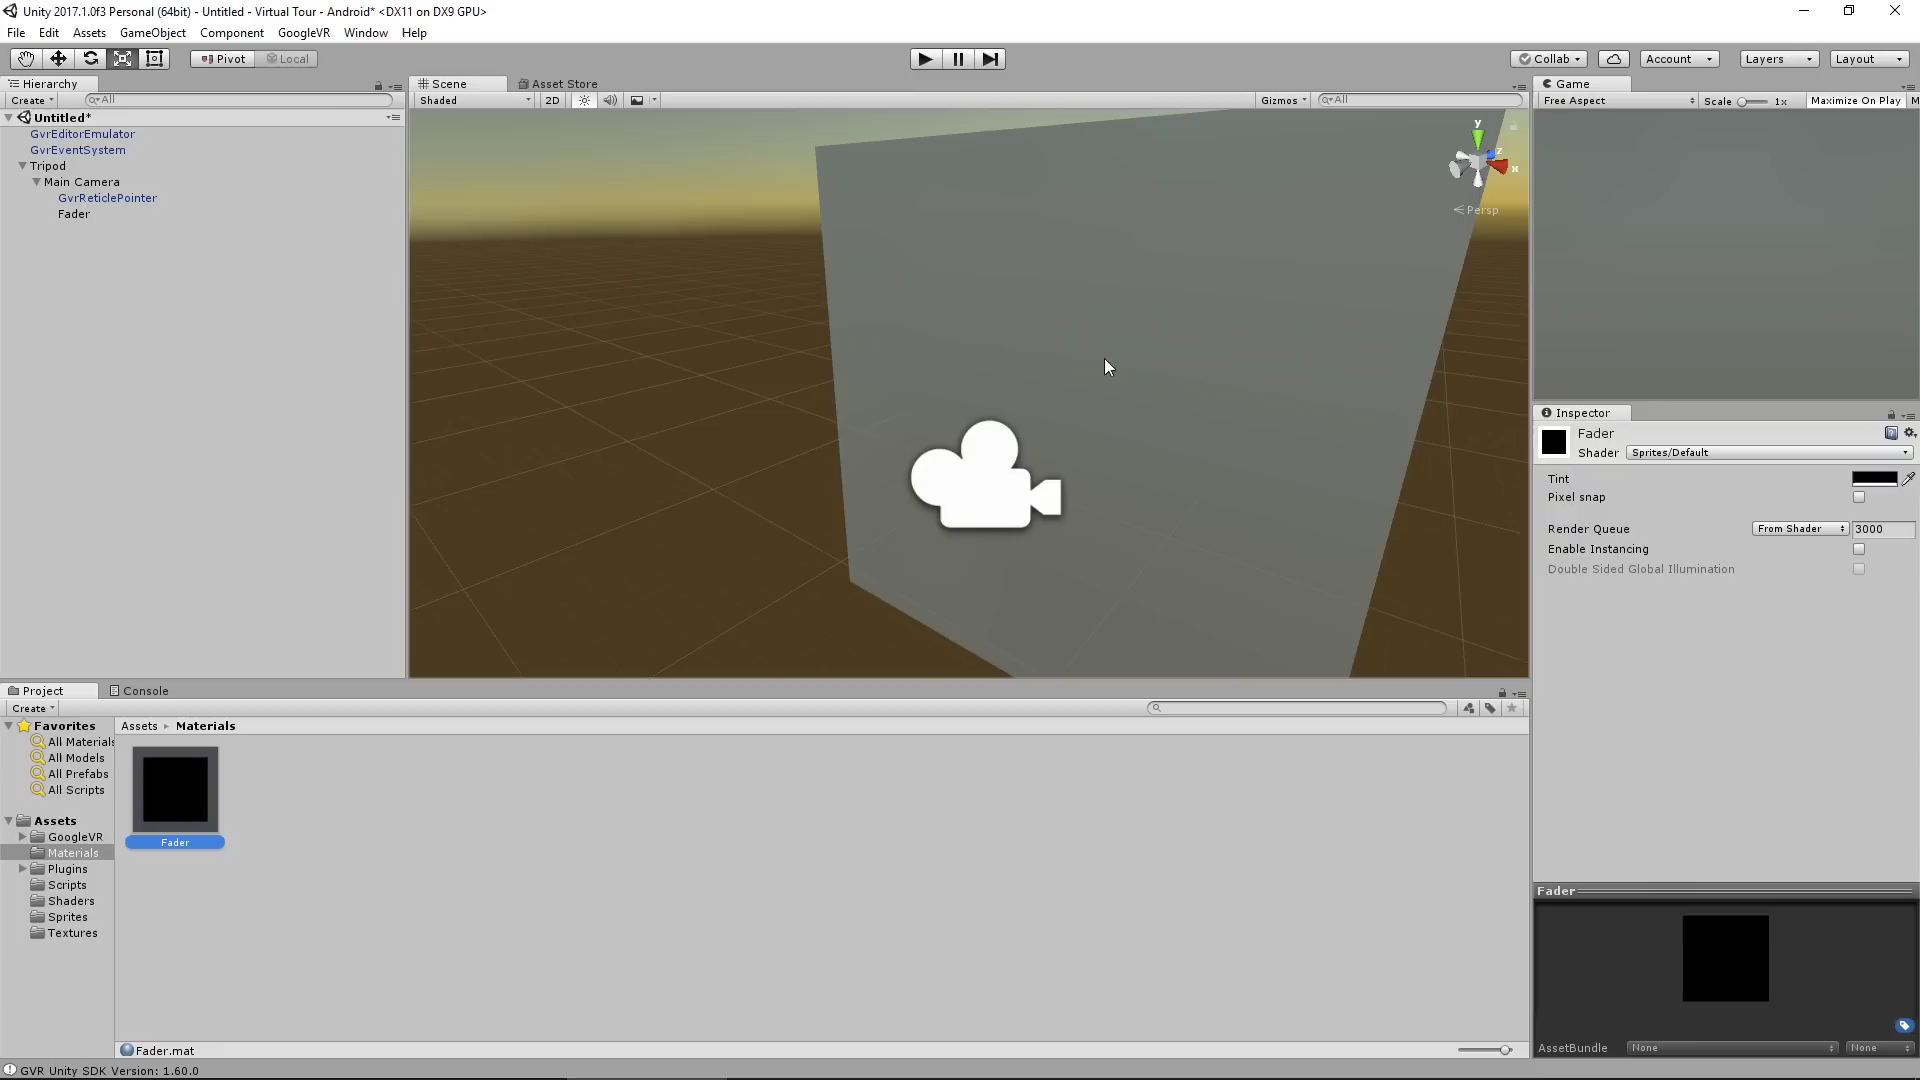 Unity 2017.1.0f3 Personal (64bit) - Untitled - Virtual Tour - Android* <DX11 on DX9 GPU>
File Edit Assets GameObject Component GoogleVR Window Help
Pivot Local Collab Account Layers Layout
Hierarchy
Create All
Untitled*
GvrEditorEmulator
GvrEventSystem
Tripod
Main Camera
GvrReticlePointer
Fader
Scene Asset Store
Shaded 2D Gizmos All
y
z
x
Persp
Game
Free Aspect Scale 1x Maximize On Play M
Inspector
Fader
Shader Sprites/Default
Tint
Pixel snap
Render Queue From Shader 3000
Enable Instancing
Double Sided Global Illumination
Project Console
Create
Favorites
All Materials
All Models
All Prefabs
All Scripts
Assets
GoogleVR
Materials
Plugins
Scripts
Shaders
Sprites
Textures
Assets Materials
Fader
Fader.mat
Fader
AssetBundle None None
GVR Unity SDK Version: 1.60.0